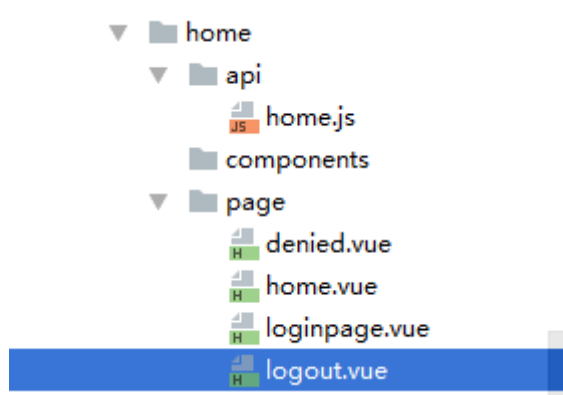 home
api
JS home.js
components
page
H denied.vue
H home.vue
H loginpage.vue
H logout.vue